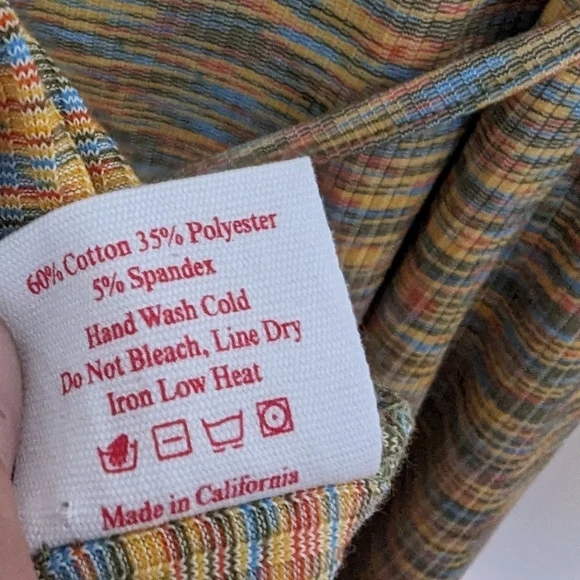 60% Cotton 35% Polyester
5% Spandex
Hand Wash Cold
Do Not Bleach, Line Dry
Iron Low Heat
Made in California